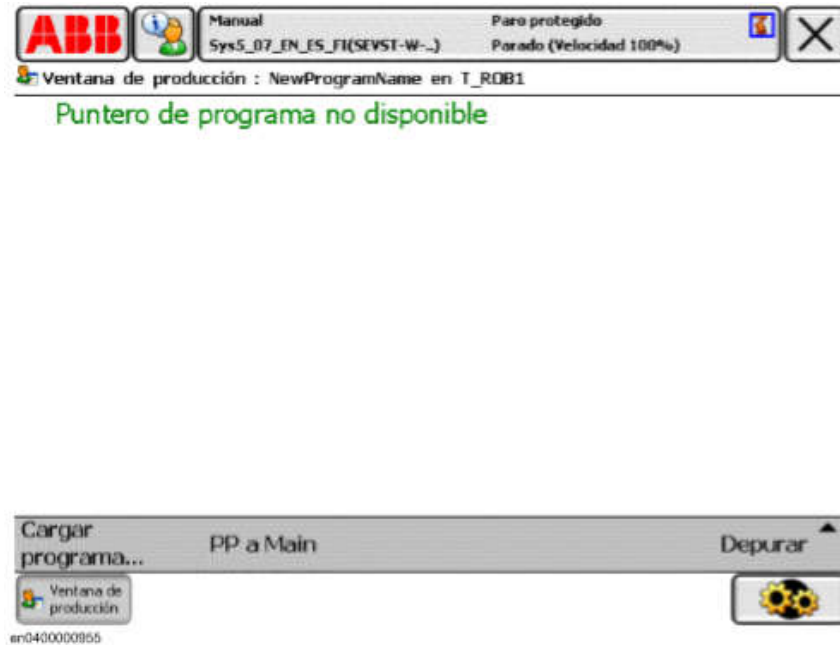 ABB
Manual
Paro protegido
Sys5_07_EN_ES_FI(SEVST-W-..)
Parado (Velocidad 100%)
Ventana de producción : NewProgramName en T_ROB1
Puntero de programa no disponible
Cargar
programa...
PP a Main
Depurar
Ventana de
producción
en0400000955